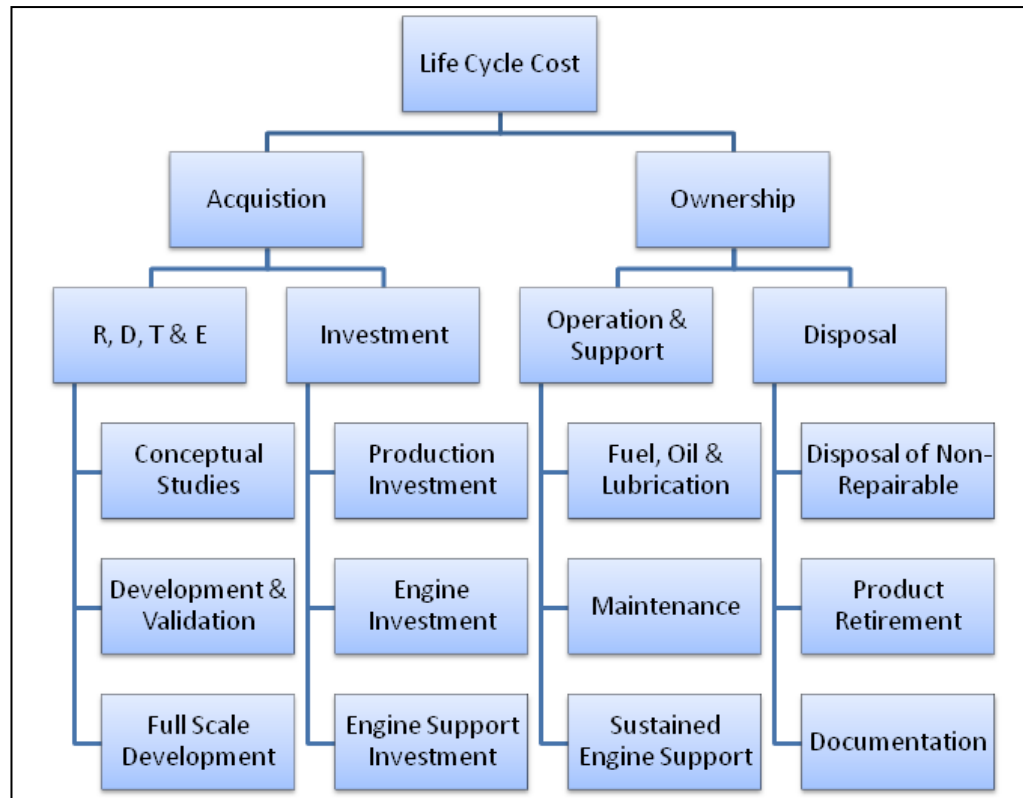 Life Cycle Cost
Acquistion
Ownership
R, D, T & E
Investment
Operation &
Support
Disposal
Conceptual
Studies
Production
Investment
Fuel, Oil &
Lubrication
Disposal of Non-
Repairable
Development &
Validation
Engine
Investment
Maintenance
Product
Retirement
Full Scale
Development
Engine Support
Investment
Sustained
Engine Support
Documentation